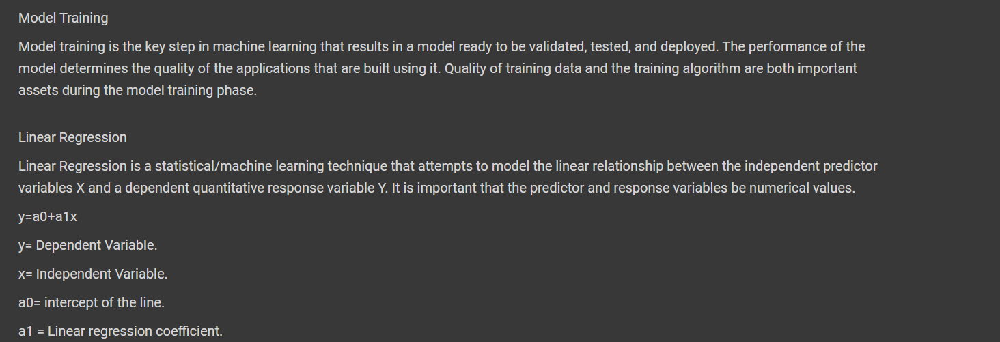 Model Training
Model training is the key step in machine learning that results in a model ready to be validated, tested, and deployed. The performance of the
model determines the quality of the applications that are built using it. Quality of training data and the training algorithm are both important
assets during the model training phase.
Linear Regression
Linear Regression is a statistical/machine learning technique that attempts to model the linear relationship between the independent predictor
variables X and a dependent quantitative response variable Y. It is important that the predictor and response variables be numerical values.
y=a0+a1x
y= Dependent Variable.
x= Independent Variable.
a0= intercept of the line.
a1 = Linear regression coefficient.